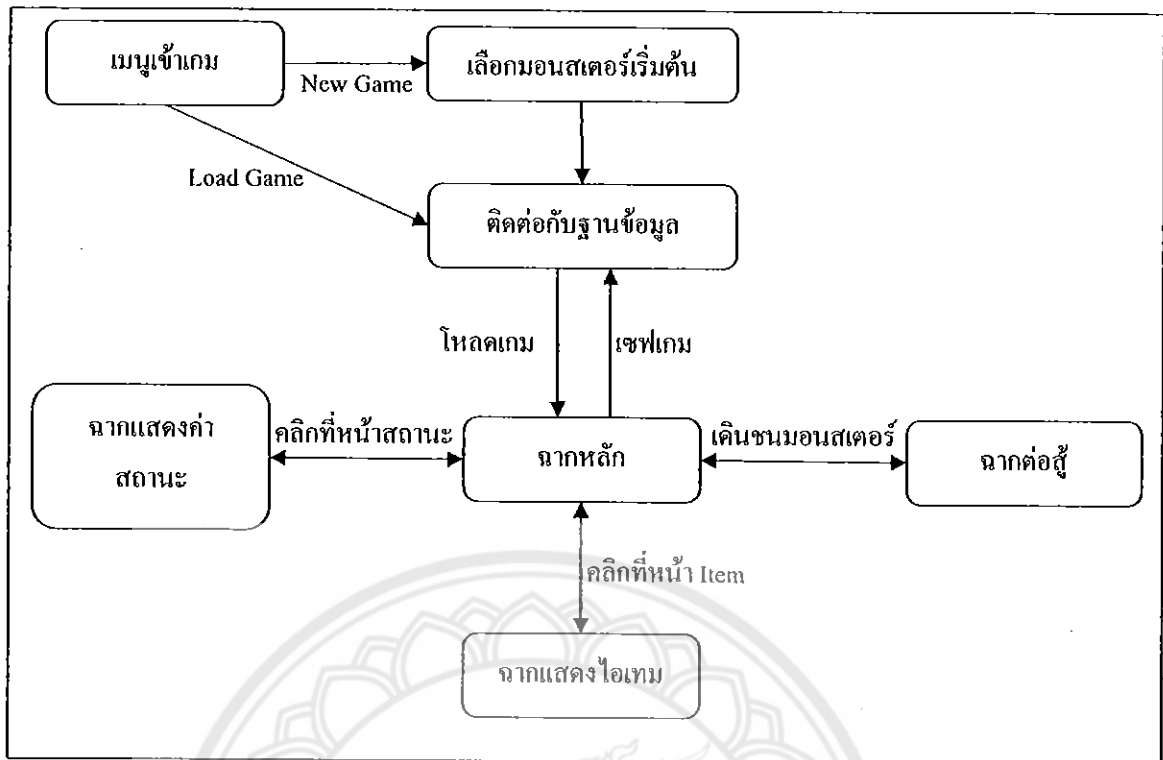 เมนูเข้าเกม
New Game
เลือกมอนสเตอร์เริ่มต้น
Load Game
ติดต่อกับฐานข้อมูล
โหลดเกม
เซฟเกม
ฉากแสดงค่า
สถานะ
คลิกที่หน้าสถานะ
ฉากหลัก
เดินชนมอนสเตอร์
ฉากต่อสู้
คลิกที่หน้า Item
ฉากแสดงไอเทม